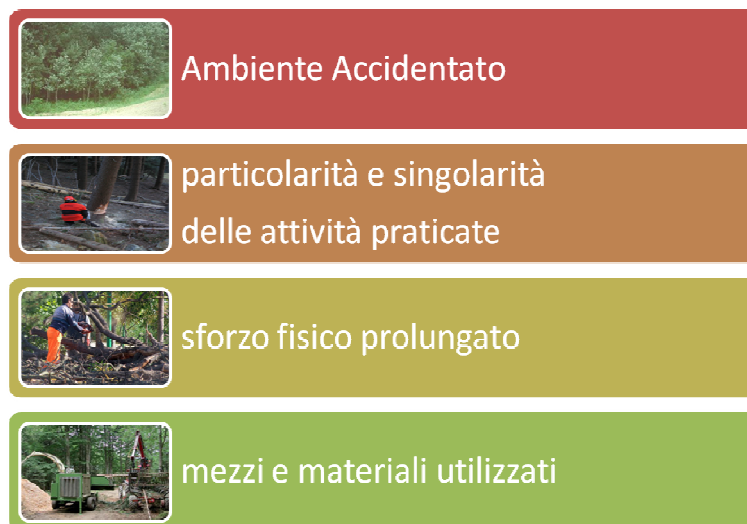 Ambiente Accidentato
particolarità e singolarità
delle attività praticate
sforzo fisico prolungato
mezzi e materiali utilizzati